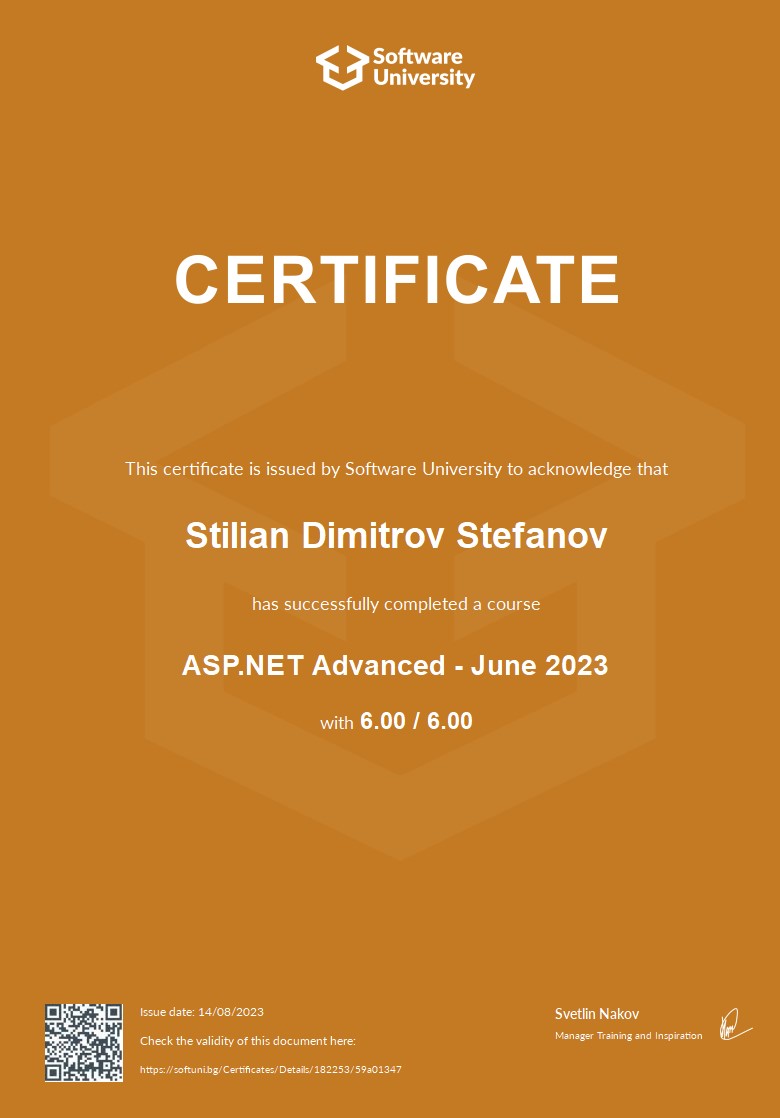 Software
University
CERTIFICATE
This certificate is issued by Software University to acknowledge that
Stilian Dimitrov Stefanov
has successfully completed a course
ASP.NET Advanced - June 2023
with 6.00 / 6.00
Issue date: 14/08/2023
Check the validity of this document here:
https://softuni.bg/Certificates/Details/182253/59a01347
Svetlin Nakov
Manager Training and Inspiration